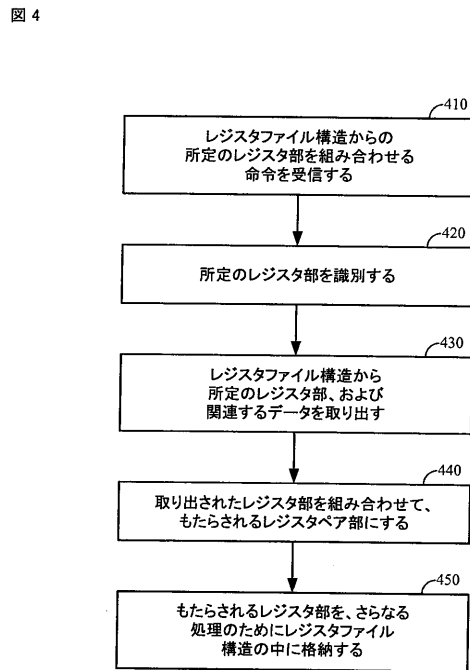 図 4
410
レジスタファイル構造からの
所定のレジスタ部を組み合わせる
命令を受信する
420
所定のレジスタ部を識別する
430
レジスタファイル構造から
所定のレジスタ部、および
関連するデータを取り出す
440
取り出されたレジスタ部を組み合わせて、
もたらされるレジスタペア部にする
450
もたらされるレジスタ部を、さらなる
処理のためにレジスタファイル
構造の中に格納する